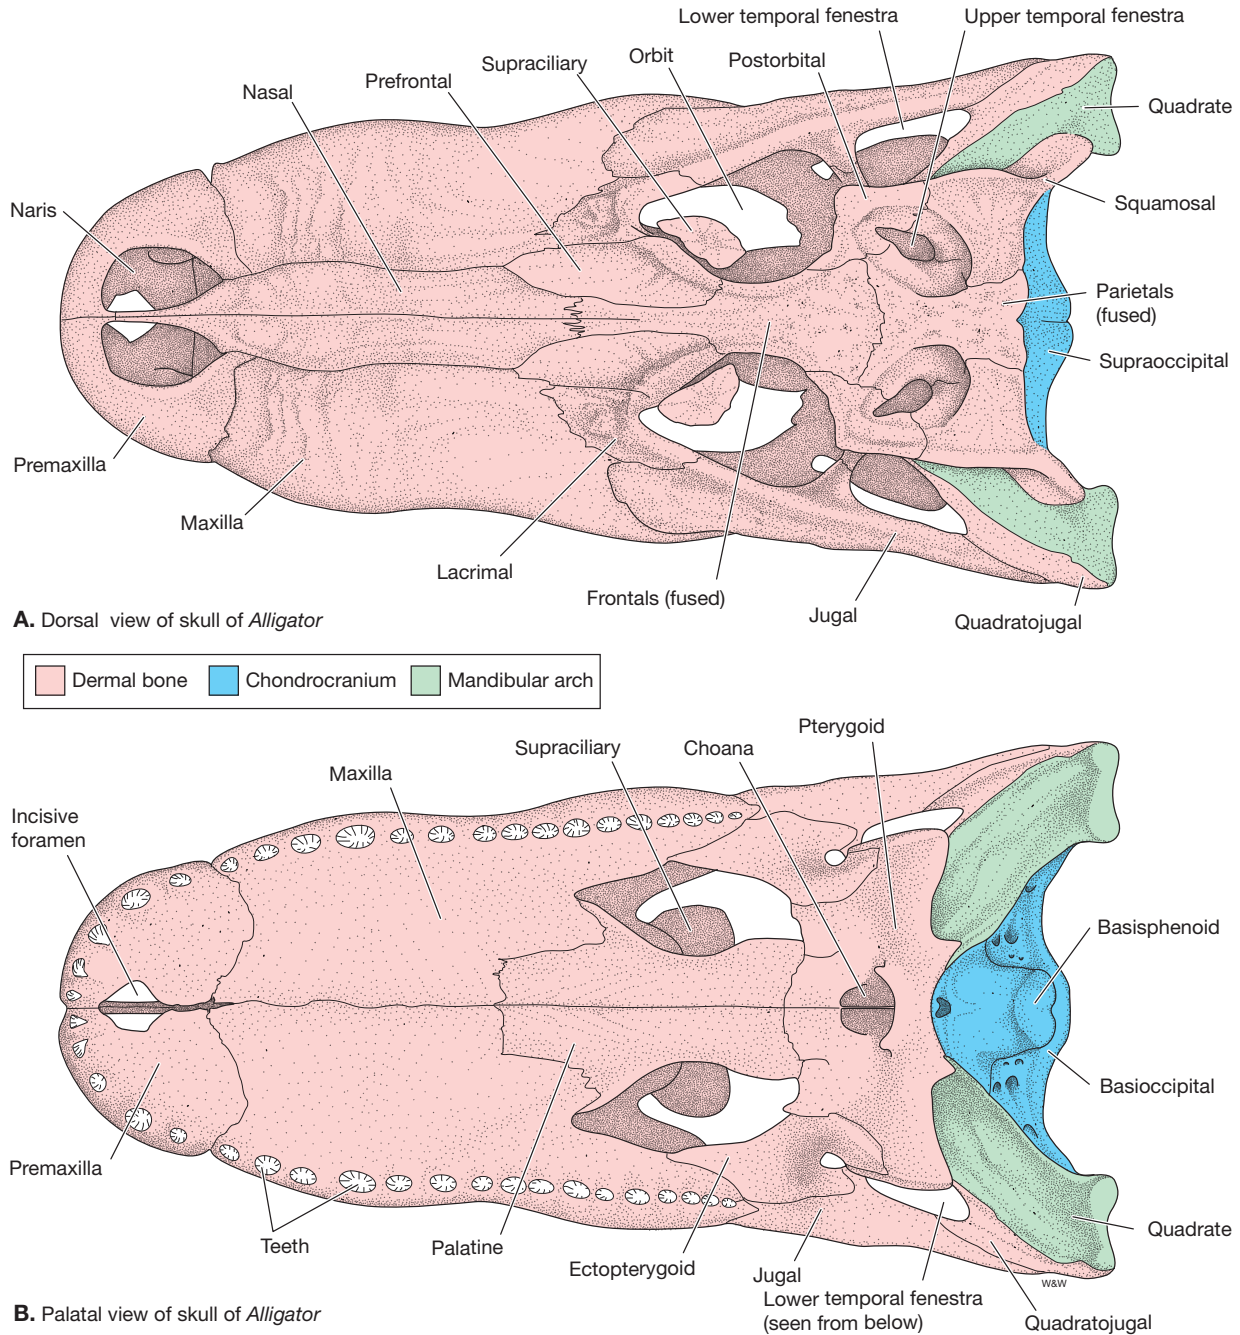 Lower temporal fenestra
Upper temporal fenestra
Supraciliary
Orbit
Postorbital
Prefrontal
Nasal
Quadrate
Naris
Squamosal
Parietals
(fused)
Supraoccipital
Premaxilla
Maxilla
Lacrimal
Frontals (fused)
Jugal
Quadratojugal
A. Dorsal view of skull of Alligator
Dermal bone
Chondrocranium
Mandibular arch
Pterygoid
Supraciliary
Choana
Maxilla
Incisive
foramen
Basisphenoid
Basioccipital
Premaxilla
Quadrate
Teeth
Palatine
Ectopterygoid
Jugal
Lower temporal fenestra
(seen from below)
W&W
Quadratojugal
B. Palatal view of skull of Alligator